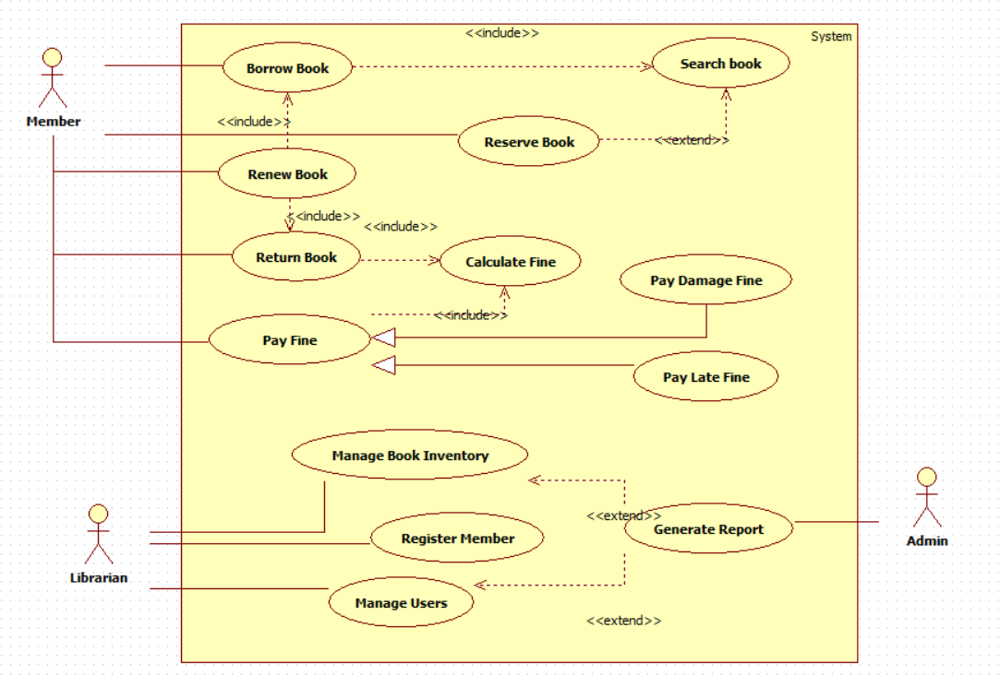 <<include>>
System
Borrow Book
Search book
Member
<<include>>
Reserve Book
<<extend>>
Renew Book
<<include>>
<<include>>
Return Book
Calculate Fine
Pay Damage Fine
<<include>>
Pay Fine
Pay Late Fine
Manage Book Inventory
<<extend>>
Generate Report
Register Member
Admin
Librarian
Manage Users
<<extend>>